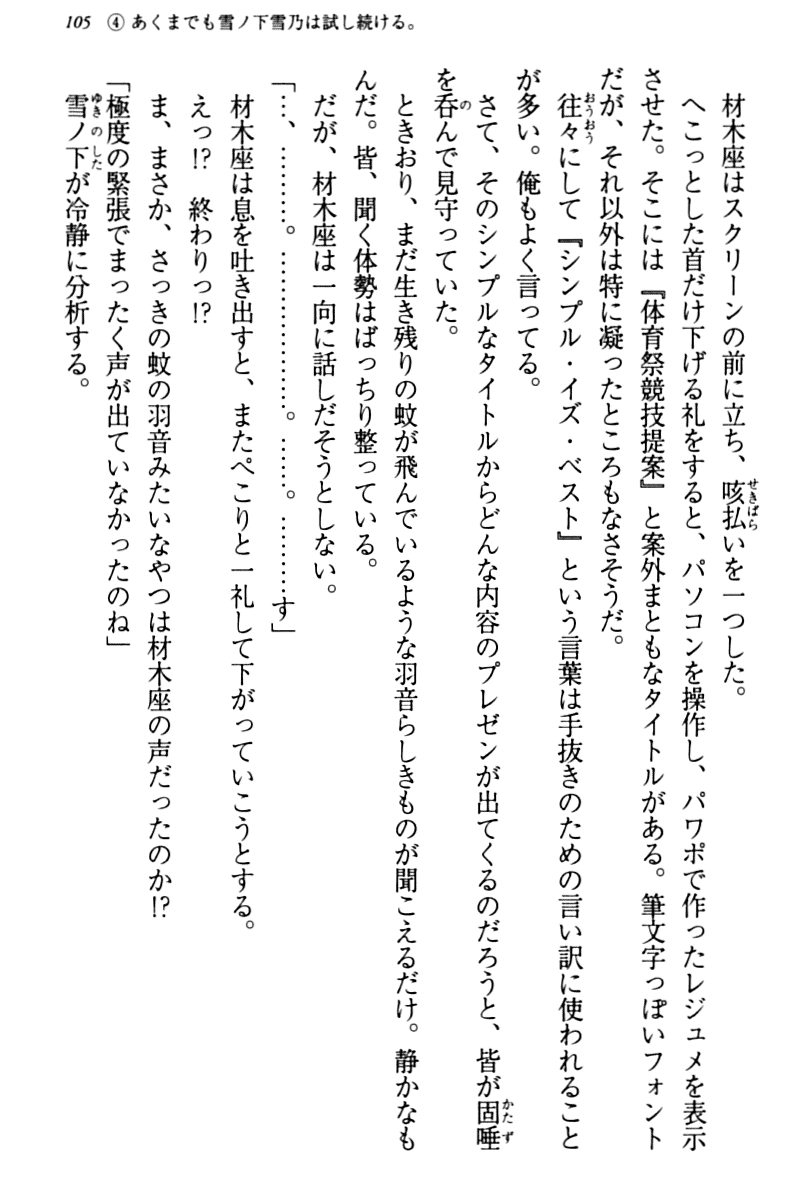 105 ④ あくまでも雪ノ下雪乃は試し続ける。
材木座はスクリーンの前に立ち、咳払いを一つした。
へこっとした首だけ下げる礼をすると、パソコンを操作し、パワポで作ったレジュメを表示
させた。そこには『体育祭競技提案』と案外まともなタイトルがある。筆文字っぽいフォント
だが、それ以外は特に凝ったところもなさそうだ。
往々にして『シンプル・イズ・ベスト』という言葉は手抜きのための言い訳に使われること
が多い。俺もよく言ってる。
さて、そのシンプルなタイトルからどんな内容のプレゼンが出てくるのだろうと、皆が固唾
を呑んで見守っていた。
ときおり、まだ生き残りの蚊が飛んでいるような羽音らしきものが聞こえるだけ。静かなも
んだ。皆、聞く体勢はばっちり整っている。
だが、材木座は一向に話しだそうとしない。
「…、………。…………………。……。………す」
材木座は息を吐き出すと、またぺこりと一礼して下がっていこうとする。
えっ!? 終わりっ!?
ま、まさか、さっきの蚊の羽音みたいなやつは材木座の声だったのか!?
「極度の緊張でまったく声が出ていなかったのね」
雪ノ下が冷静に分析する。